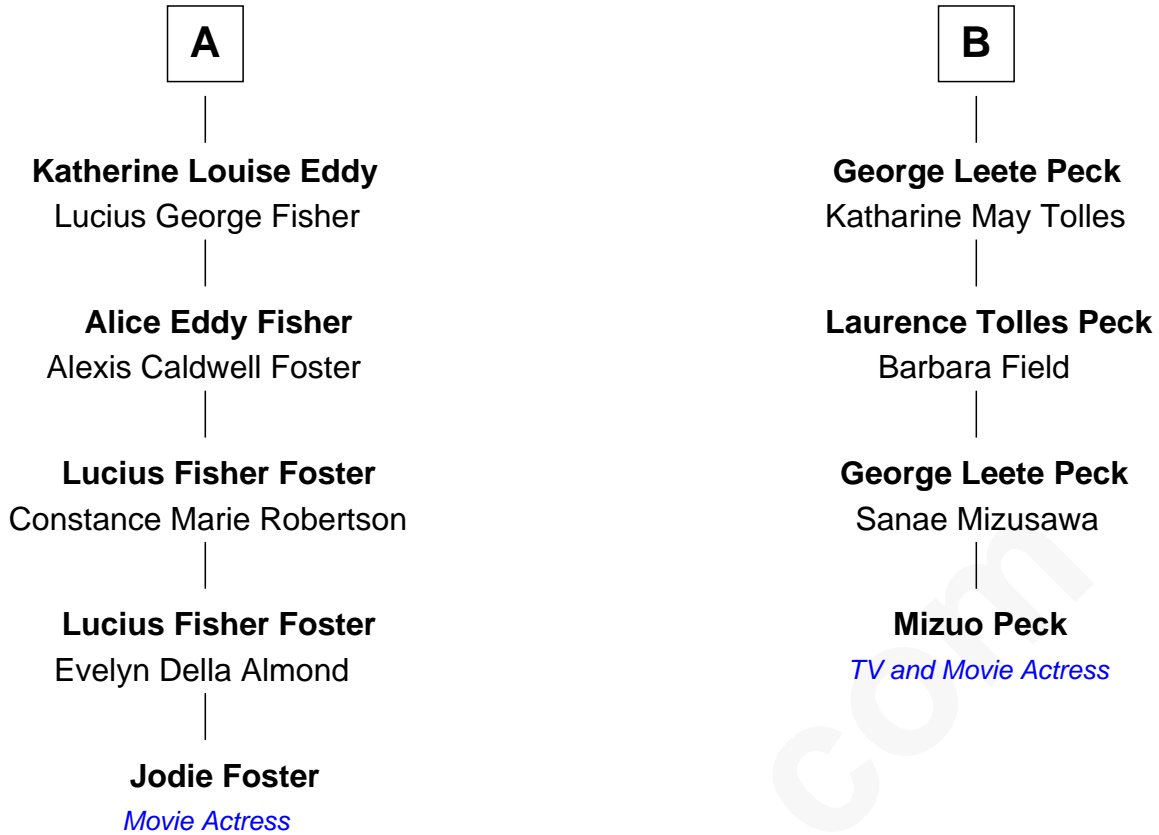 A
Katherine Louise Eddy
Lucius George Fisher
Alice Eddy Fisher
Alexis Caldwell Foster
Lucius Fisher Foster
Constance Marie Robertson
Lucius Fisher Foster
Evelyn Della Almond
Jodie Foster
Movie Actress
B
George Leete Peck
Katharine May Tolles
Laurence Tolles Peck
Barbara Field
George Leete Peck
Sanae Mizusawa
Mizuo Peck
TV and Movie Actress
com